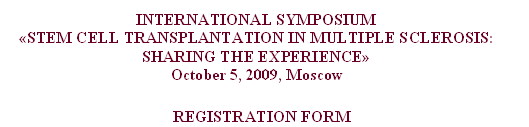 INTERNATIONAL SYMPOSIUM
«STEM CELL TRANSPLANTATION IN MULTIPLE SCLEROSIS:
SHARING THE EXPERIENCE»
October 5, 2009, Moscow
REGISTRATION FORM